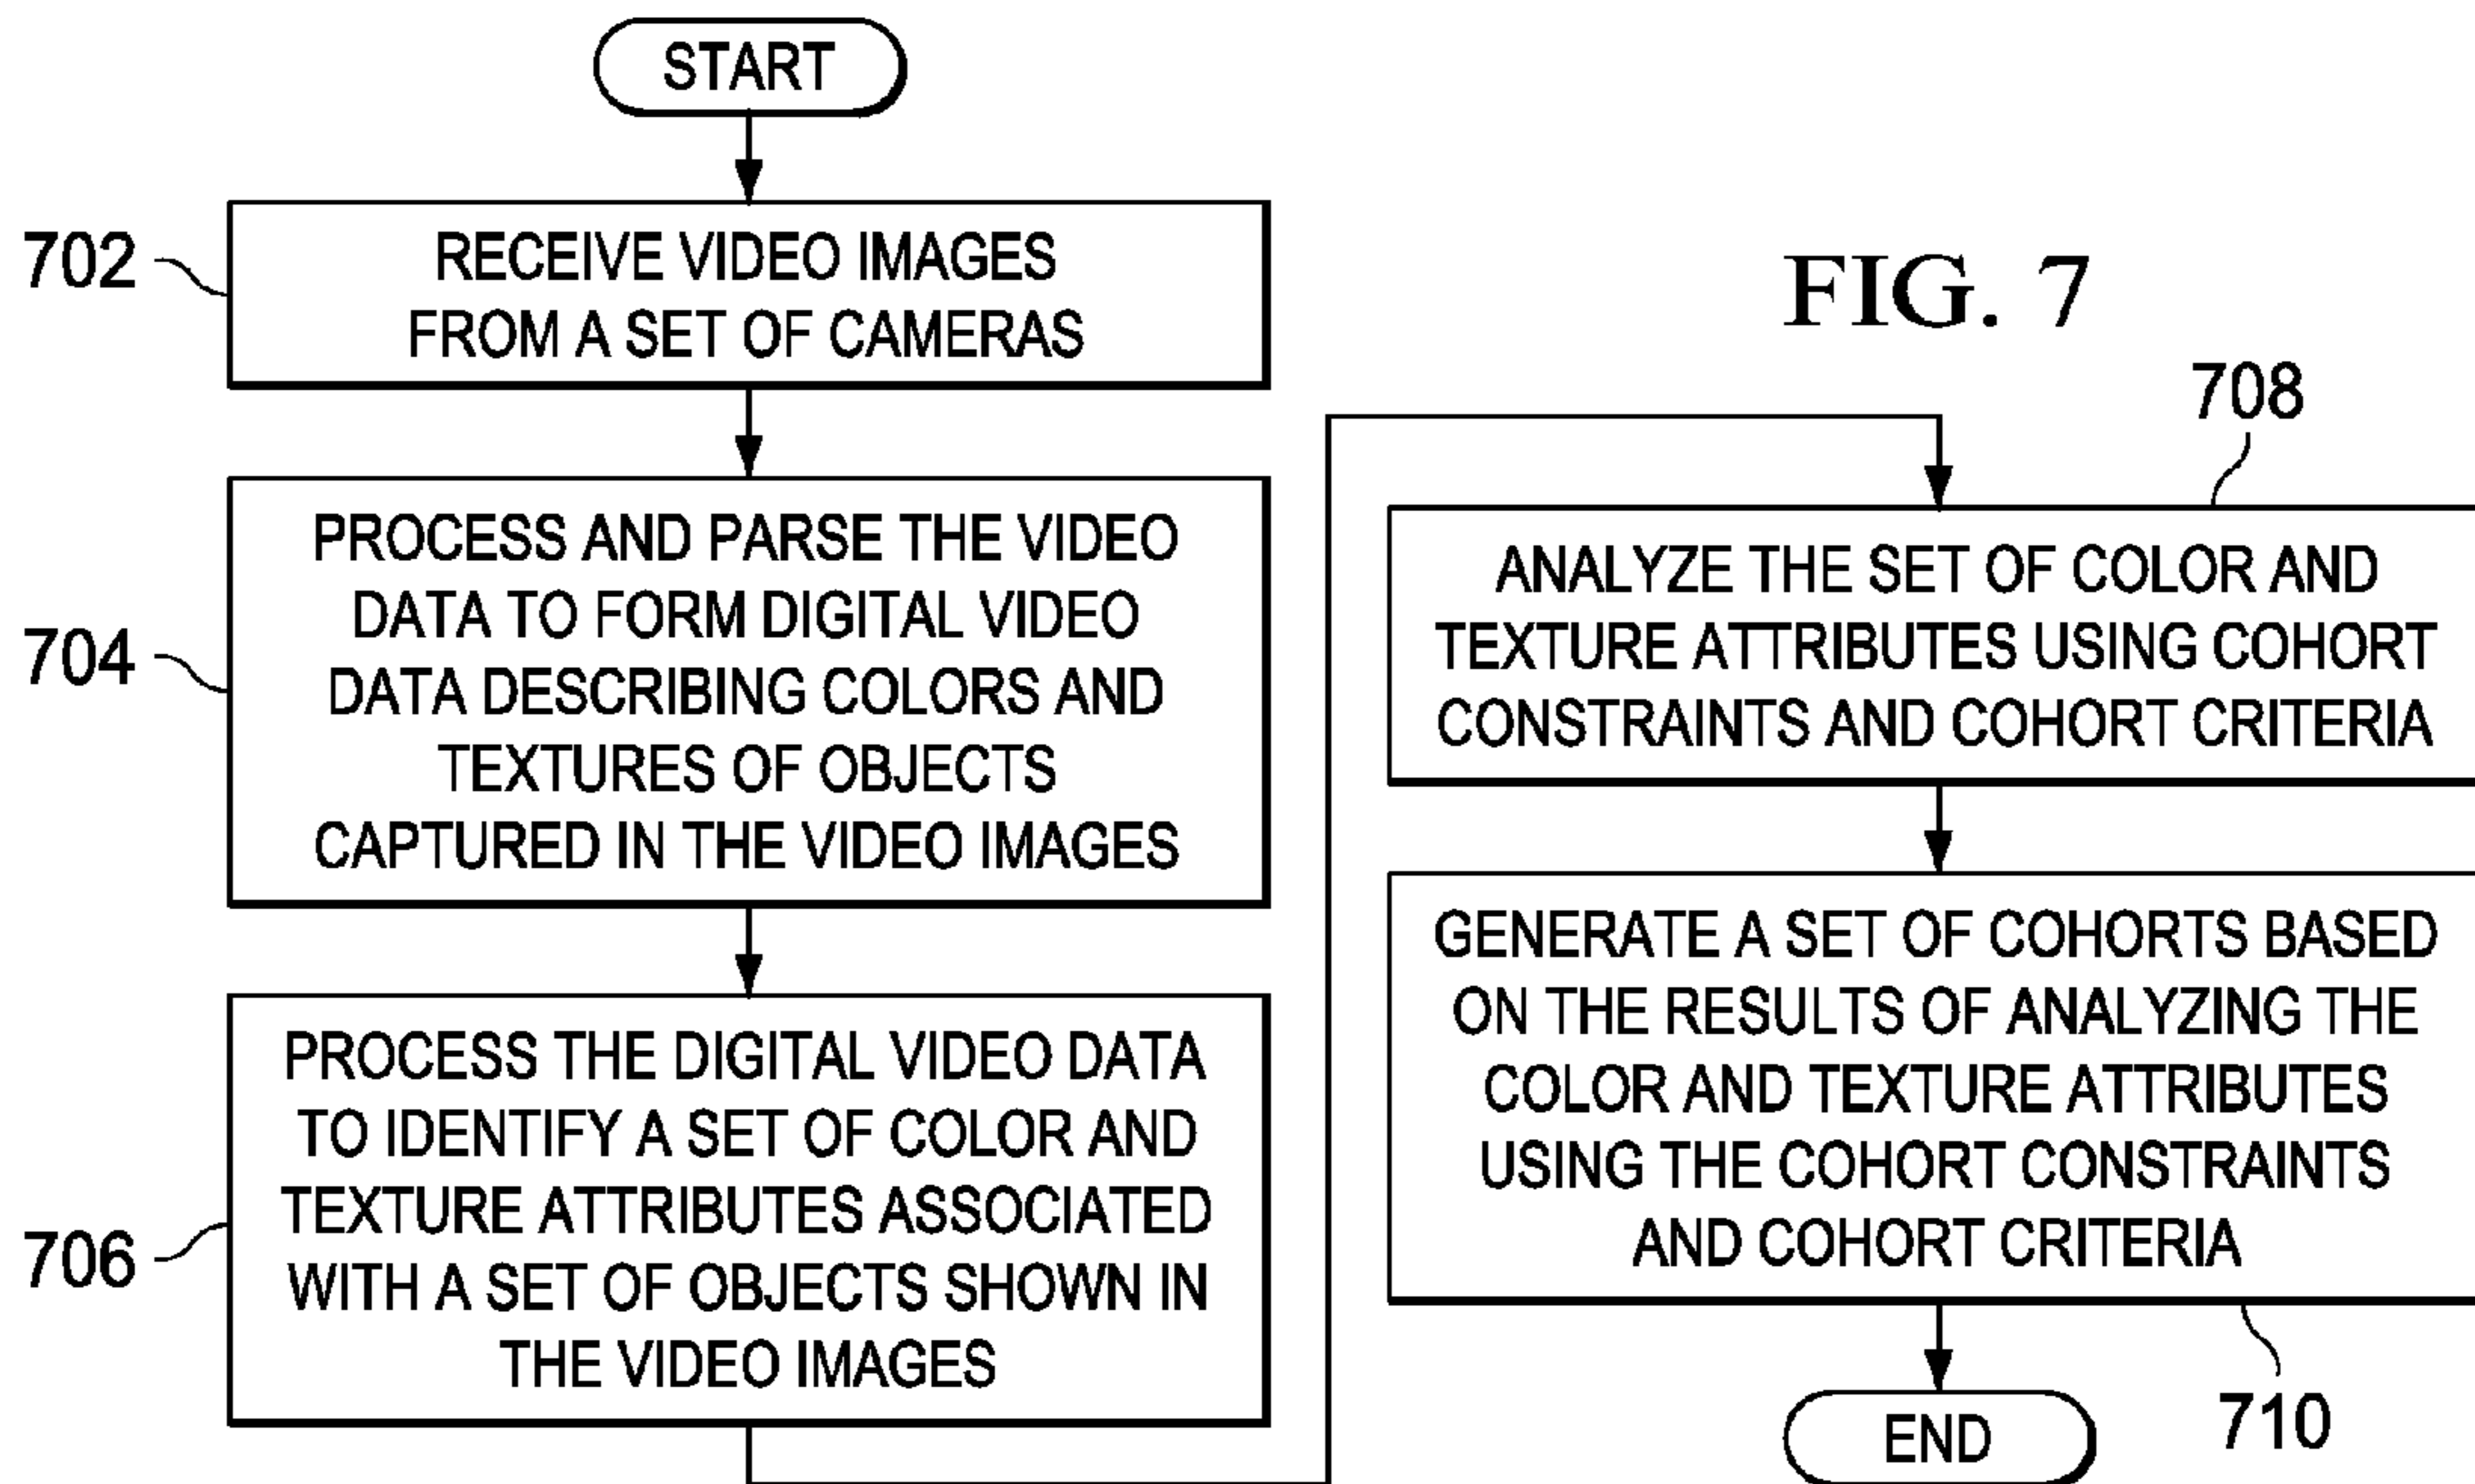 START
702
RECEIVE VIDEO IMAGES
FROM A SET OF CAMERAS
704
PROCESS AND PARSE THE VIDEO
DATA TO FORM DIGITAL VIDEO
DATA DESCRIBING COLORS AND
TEXTURES OF OBJECTS
CAPTURED IN THE VIDEO IMAGES
706
PROCESS THE DIGITAL VIDEO DATA
TO IDENTIFY A SET OF COLOR AND
TEXTURE ATTRIBUTES ASSOCIATED
WITH A SET OF OBJECTS SHOWN IN
THE VIDEO IMAGES
FIG. 7
708
ANALYZE THE SET OF COLOR AND
TEXTURE ATTRIBUTES USING COHORT
CONSTRAINTS AND COHORT CRITERIA
GENERATE A SET OF COHORTS BASED
ON THE RESULTS OF ANALYZING THE
COLOR AND TEXTURE ATTRIBUTES
USING THE COHORT CONSTRAINTS
AND COHORT CRITERIA
710
END